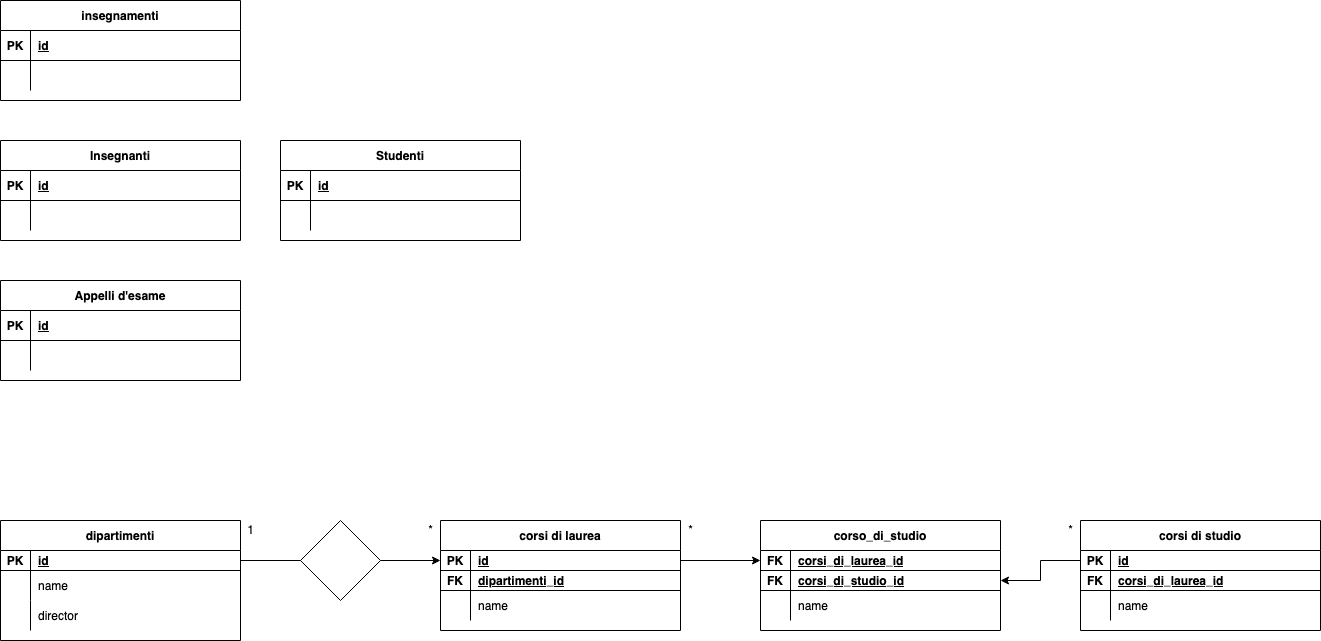 insegnamenti
PK id
Insegnanti
PK id
Studenti
PK id
Appelli d'esame
PK id
dipartimenti
PK id
name
director
1
*
corsi di laurea
PK id
FK dipartimenti_id
name
*
corso_di_studio
FK corsi_di_laurea_id
FK corsi_di_studio_id
name
*
corsi di studio
PK id
FK corsi_di_laurea_id
name